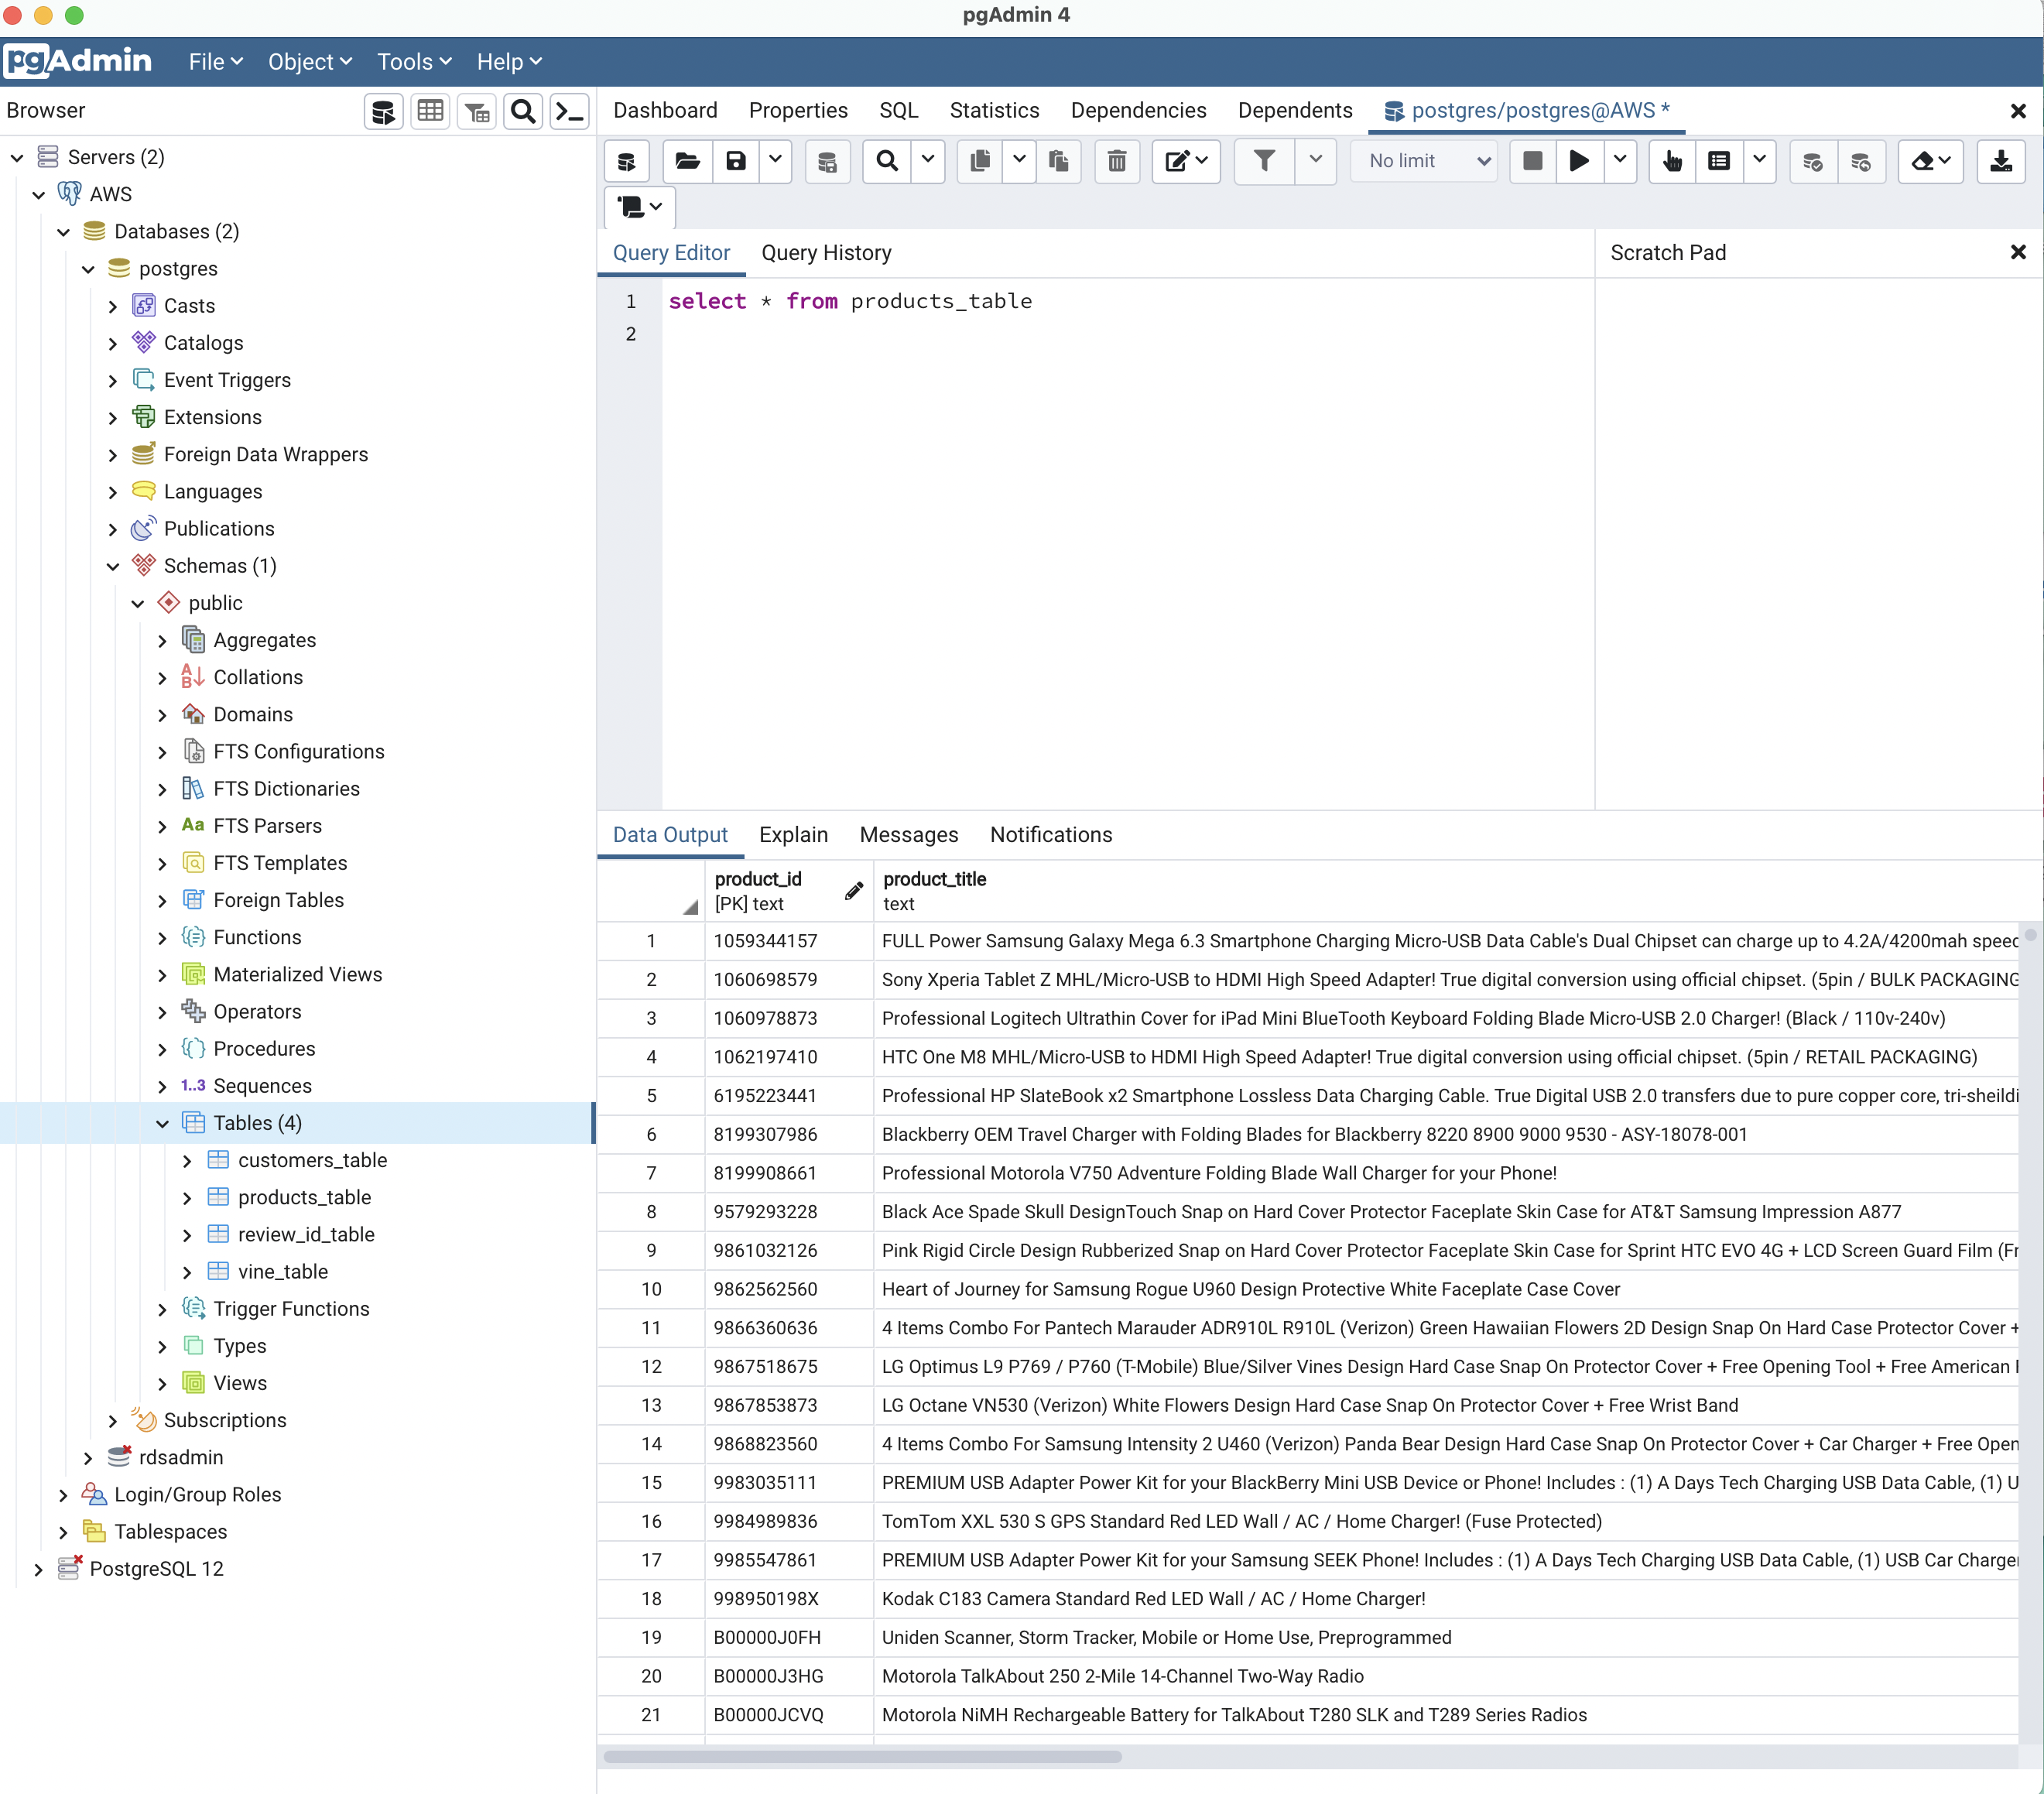 pgAdmin 4
pgAdmin File Object Tools Help
Browser
Dashboard Properties SQL Statistics Dependencies Dependents postgres/postgres@AWS *
No limit
Servers (2)
AWS
Databases (2)
postgres
Casts
Catalogs
Event Triggers
Extensions
Foreign Data Wrappers
Languages
Publications
Schemas (1)
public
Aggregates
Collations
Domains
FTS Configurations
FTS Dictionaries
Aa FTS Parsers
FTS Templates
Foreign Tables
Functions
Materialized Views
Operators
Procedures
1..3 Sequences
Tables (4)
customers_table
products_table
review_id_table
vine_table
Trigger Functions
Types
Views
Subscriptions
rdsadmin
Login/Group Roles
Tablespaces
PostgreSQL 12
Query Editor Query History
Scratch Pad
1 select * from products_table
2
Data Output Explain Messages Notifications
product_id product_title
[PK] text text
1 1059344157 FULL Power Samsung Galaxy Mega 6.3 Smartphone Charging Micro-USB Data Cable's Dual Chipset can charge up to 4.2A/4200mah speed
2 1060698579 Sony Xperia Tablet Z MHL/Micro-USB to HDMI High Speed Adapter! True digital conversion using official chipset. (5pin / BULK PACKAGING
3 1060978873 Professional Logitech Ultrathin Cover for iPad Mini BlueTooth Keyboard Folding Blade Micro-USB 2.0 Charger! (Black / 110v-240v)
4 1062197410 HTC One M8 MHL/Micro-USB to HDMI High Speed Adapter! True digital conversion using official chipset. (5pin / RETAIL PACKAGING)
5 6195223441 Professional HP SlateBook x2 Smartphone Lossless Data Charging Cable. True Digital USB 2.0 transfers due to pure copper core, tri-sheildi
6 8199307986 Blackberry OEM Travel Charger with Folding Blades for Blackberry 8220 8900 9000 9530 - ASY-18078-001
7 8199908661 Professional Motorola V750 Adventure Folding Blade Wall Charger for your Phone!
8 9579293228 Black Ace Spade Skull DesignTouch Snap on Hard Cover Protector Faceplate Skin Case for AT&T Samsung Impression A877
9 9861032126 Pink Rigid Circle Design Rubberized Snap on Hard Cover Protector Faceplate Skin Case for Sprint HTC EVO 4G + LCD Screen Guard Film (Fr
10 9862562560 Heart of Journey for Samsung Rogue U960 Design Protective White Faceplate Case Cover
11 9866360636 4 Items Combo For Pantech Marauder ADR910L R910L (Verizon) Green Hawaiian Flowers 2D Design Snap On Hard Case Protector Cover +
12 9867518675 LG Optimus L9 P769 / P760 (T-Mobile) Blue/Silver Vines Design Hard Case Snap On Protector Cover + Free Opening Tool + Free American
13 9867853873 LG Octane VN530 (Verizon) White Flowers Design Hard Case Snap On Protector Cover + Free Wrist Band
14 9868823560 4 Items Combo For Samsung Intensity 2 U460 (Verizon) Panda Bear Design Hard Case Snap On Protector Cover + Car Charger + Free Open
15 9983035111 PREMIUM USB Adapter Power Kit for your BlackBerry Mini USB Device or Phone! Includes : (1) A Days Tech Charging USB Data Cable, (1) U
16 9984989836 TomTom XXL 530 S GPS Standard Red LED Wall / AC / Home Charger! (Fuse Protected)
17 9985547861 PREMIUM USB Adapter Power Kit for your Samsung SEEK Phone! Includes : (1) A Days Tech Charging USB Data Cable, (1) USB Car Charger
18 998950198X Kodak C183 Camera Standard Red LED Wall / AC / Home Charger!
19 B00000J0FH Uniden Scanner, Storm Tracker, Mobile or Home Use, Preprogrammed
20 B00000J3HG Motorola TalkAbout 250 2-Mile 14-Channel Two-Way Radio
21 B00000JCVQ Motorola NiMH Rechargeable Battery for TalkAbout T280 SLK and T289 Series Radios